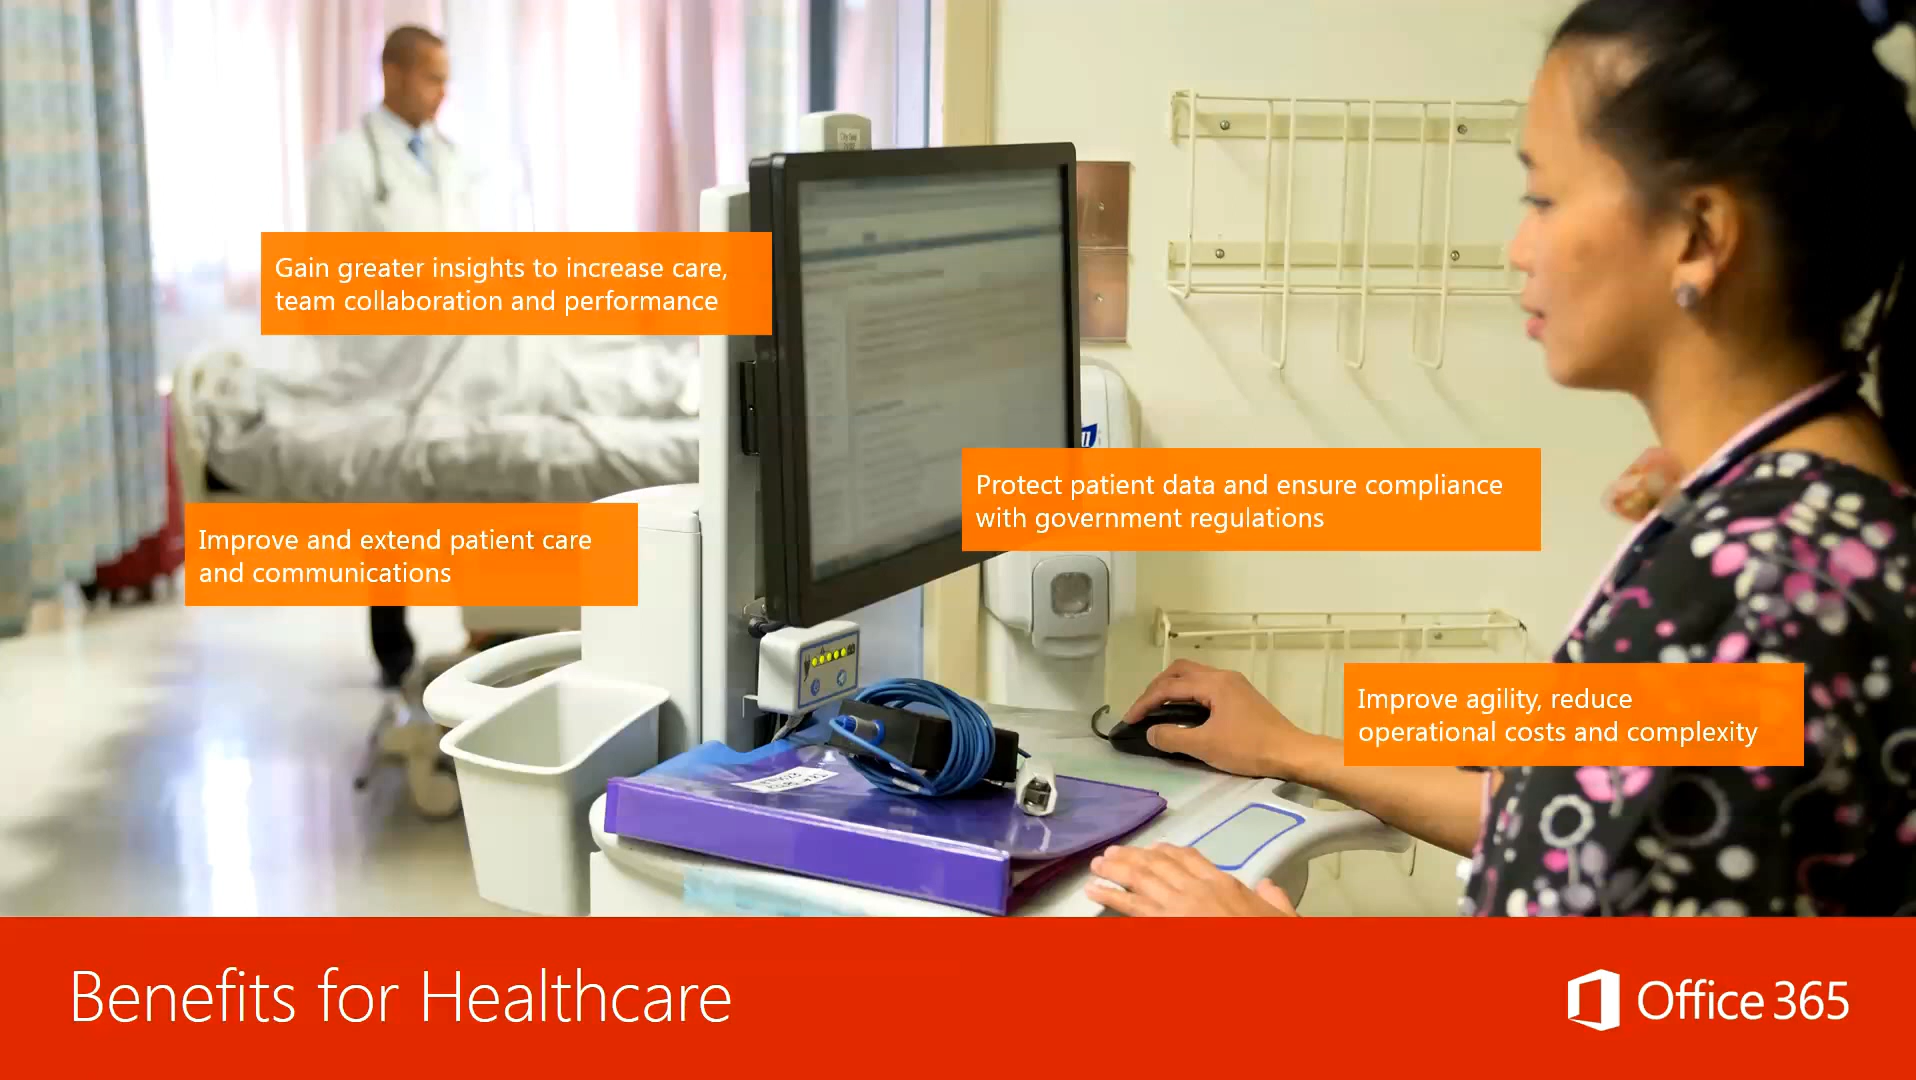 Gain greater insights to increase care,
team collaboration and performance
Protect patient data and ensure compliance
with government regulations
Improve and extend patient care
and communications
Improve agility, reduce
operational costs and complexity
Benefits for Healthcare
Office 365